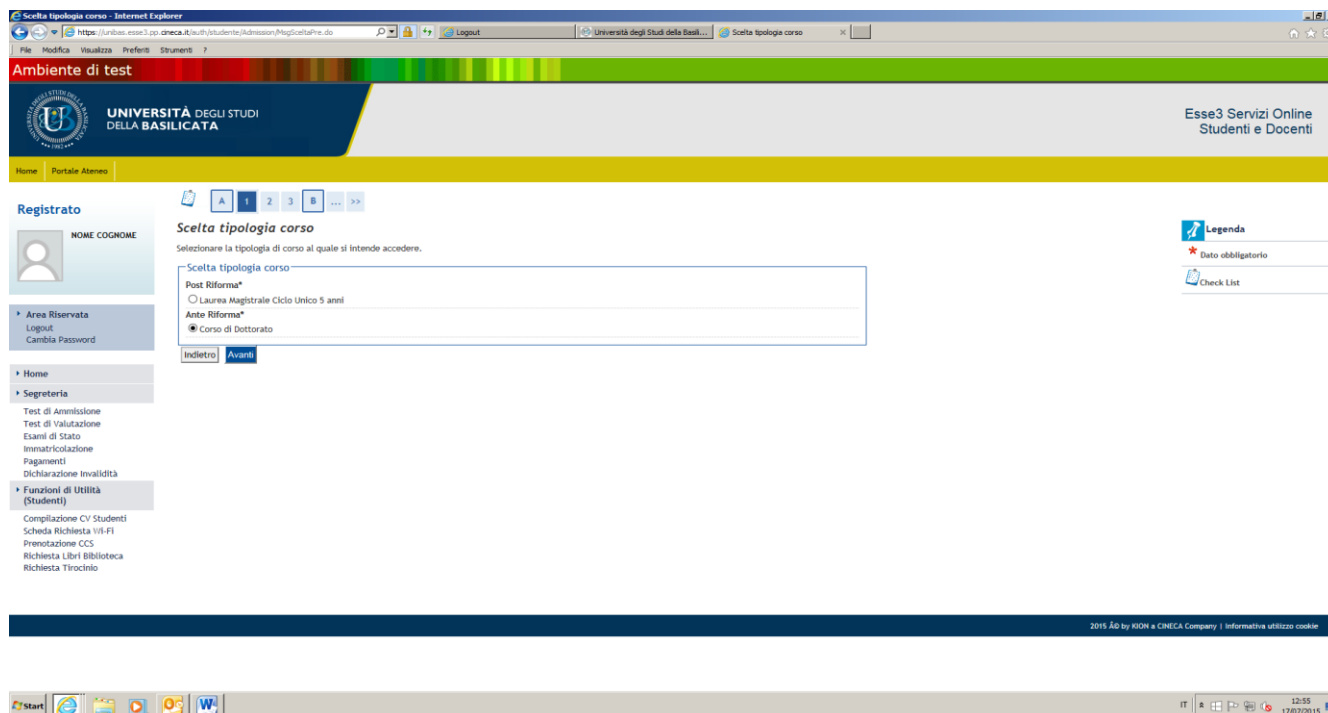 Scelta tipologia corso - Internet Explorer
https://unibas.esse3.pp.cineca.it/auth/studente/Admission/MsgSceltaPre.do
Logout
Università degli Studi della Basili...
Scelta tipologia corso
File Modifica Visualizza Preferiti Strumenti ?
Ambiente di test
UNIVERSITÀ DEGLI STUDI
DELLA BASILICATA
Esse3 Servizi Online
Studenti e Docenti
Home Portale Ateneo
A 1 2 3 B ... >>
Registrato
NOME COGNOME
Scelta tipologia corso
Selezionare la tipologia di corso al quale si intende accedere.
Scelta tipologia corso
Post Riforma*
Laurea Magistrale Ciclo Unico 5 anni
Ante Riforma*
Corso di Dottorato
Indietro Avanti
Legenda
* Dato obbligatorio
Check List
Area Riservata
Logout
Cambia Password
Home
Segreteria
Test di Ammissione
Test di Valutazione
Esami di Stato
Immatricolazione
Pagamenti
Dichiarazione Invalidità
Funzioni di Utilità
(Studenti)
Compilazione CV Studenti
Scheda Richiesta Wi-Fi
Prenotazione CCS
Richiesta Libri Biblioteca
Richiesta Tirocinio
2015 Â© by KION a CINECA Company | Informativa utilizzo cookie
Start
IT
12:55
17/07/2015